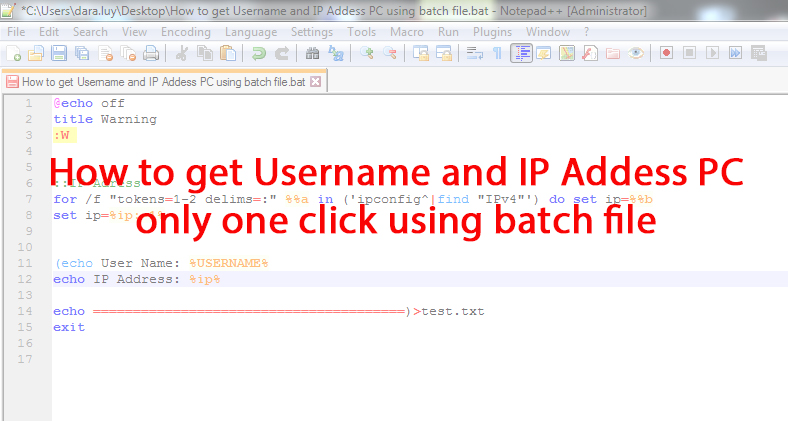 *C:\Users\dara.luy\Desktop\How to get Username and IP Addess PC using batch file.bat - Notepad++ [Administrator]
File Edit Search View Encoding Language Settings Tools Macro Run Plugins Window ?
How to get Username and IP Addess PC using batch file.bat
1 @echo off
2 title Warning
3 :W
4
5
How to get Username and IP Addess PC
6
7 for /f "tokens=1-2 delims=:" %%a in ('ipconfig^|find "IPv4"') do set ip=%%b
8 set ip=%ip:
only one click using batch file
9
10
11 (echo User Name: %USERNAME%
12 echo IP Address: %ip%
13
14 echo ========================================)>test.txt
15 exit
16
17